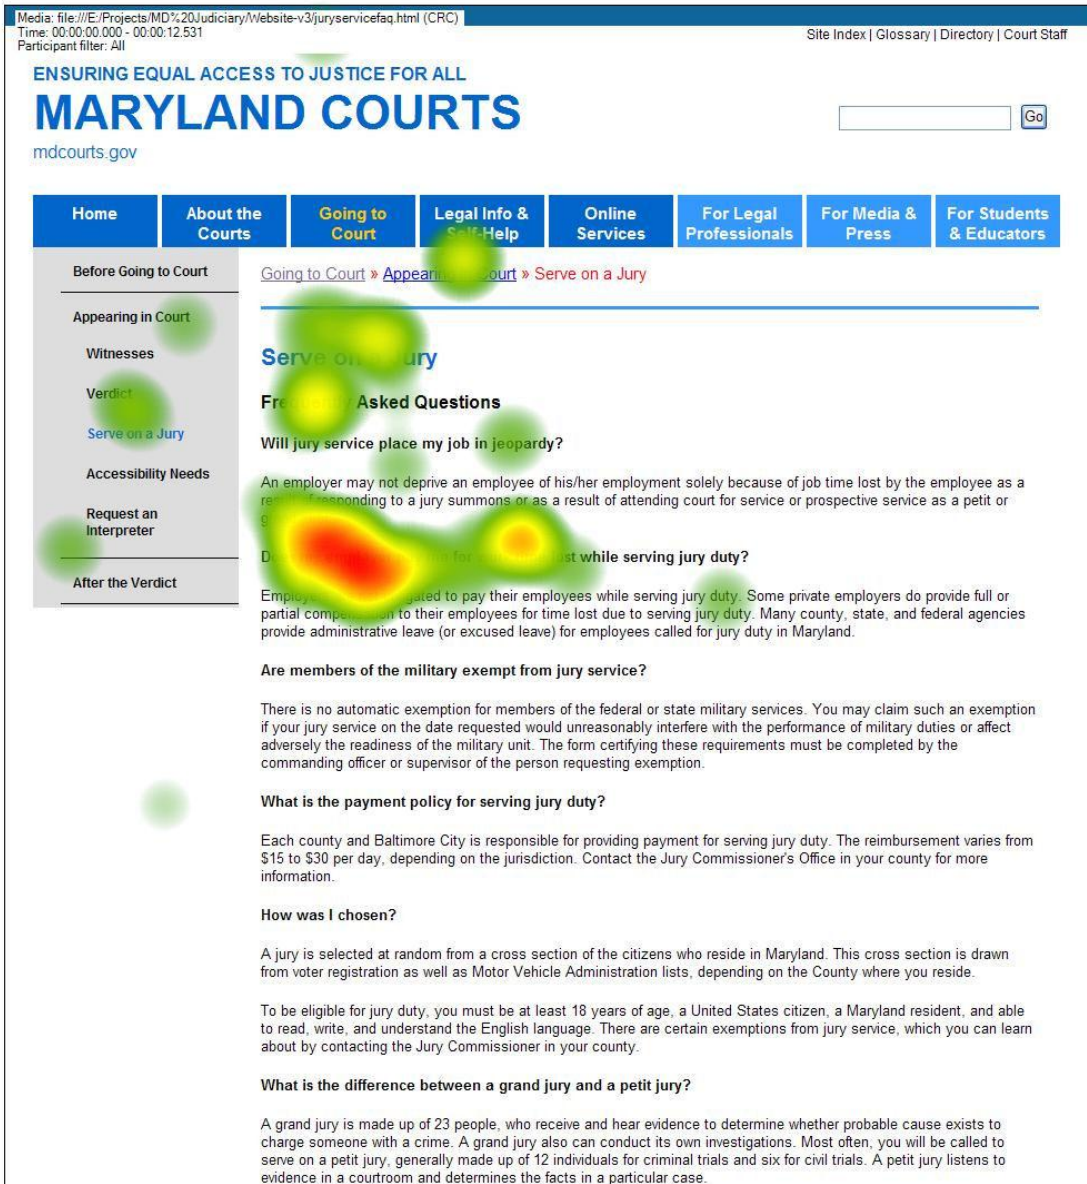 Media: file:///E:/Projects/MD%20Judiciary/Website-v3/juryservicefaq.html (CRC)
Time: 00:00:00.000 - 00:00:12.531
Participant filter: All
Site Index | Glossary | Directory | Court Staff
ENSURING EQUAL ACCESS TO JUSTICE FOR ALL
MARYLAND COURTS
Go
mdcourts.gov
Home
About the
Courts
Going to
Court
Legal Info &
Self-Help
Online
Services
For Legal
Professionals
For Media &
Press
For Students
& Educators
Before Going to Court
Appearing in Court
Witnesses
Verdict
Serve on a Jury
Accessibility Needs
Request an
Interpreter
After the Verdict
Going to Court » Appearing in Court » Serve on a Jury
Serve on a Jury
Frequently Asked Questions
Will jury service place my job in jeopardy?
An employer may not deprive an employee of his/her employment solely because of job time lost by the employee as a
result of responding to a jury summons or as a result of attending court for service or prospective service as a petit or
for lost while serving jury duty?
to pay their employees while serving jury duty. Some private employers do provide full or
partial compensation to their employees for time lost due to serving jury duty. Many county, state, and federal agencies
provide administrative leave (or excused leave) for employees called for jury duty in Maryland.
Are members of the military exempt from jury service?
There is no automatic exemption for members of the federal or state military services. You may claim such an exemption
if your jury service on the date requested would unreasonably interfere with the performance of military duties or affect
adversely the readiness of the military unit. The form certifying these requirements must be completed by the
commanding officer or supervisor of the person requesting exemption.
What is the payment policy for serving jury duty?
Each county and Baltimore City is responsible for providing payment for serving jury duty. The reimbursement varies from
$15 to $30 per day, depending on the jurisdiction. Contact the Jury Commissioner's Office in your county for more
information.
How was I chosen?
A jury is selected at random from a cross section of the citizens who reside in Maryland. This cross section is drawn
from voter registration as well as Motor Vehicle Administration lists, depending on the County where you reside.
To be eligible for jury duty, you must be at least 18 years of age, a United States citizen, a Maryland resident, and able
to read, write, and understand the English language. There are certain exemptions from jury service, which you can learn
about by contacting the Jury Commissioner in your county.
What is the difference between a grand jury and a petit jury?
A grand jury is made up of 23 people, who receive and hear evidence to determine whether probable cause exists to
charge someone with a crime. A grand jury also can conduct its own investigations. Most often, you will be called to
serve on a petit jury, generally made up of 12 individuals for criminal trials and six for civil trials. A petit jury listens to
evidence in a courtroom and determines the facts in a particular case.